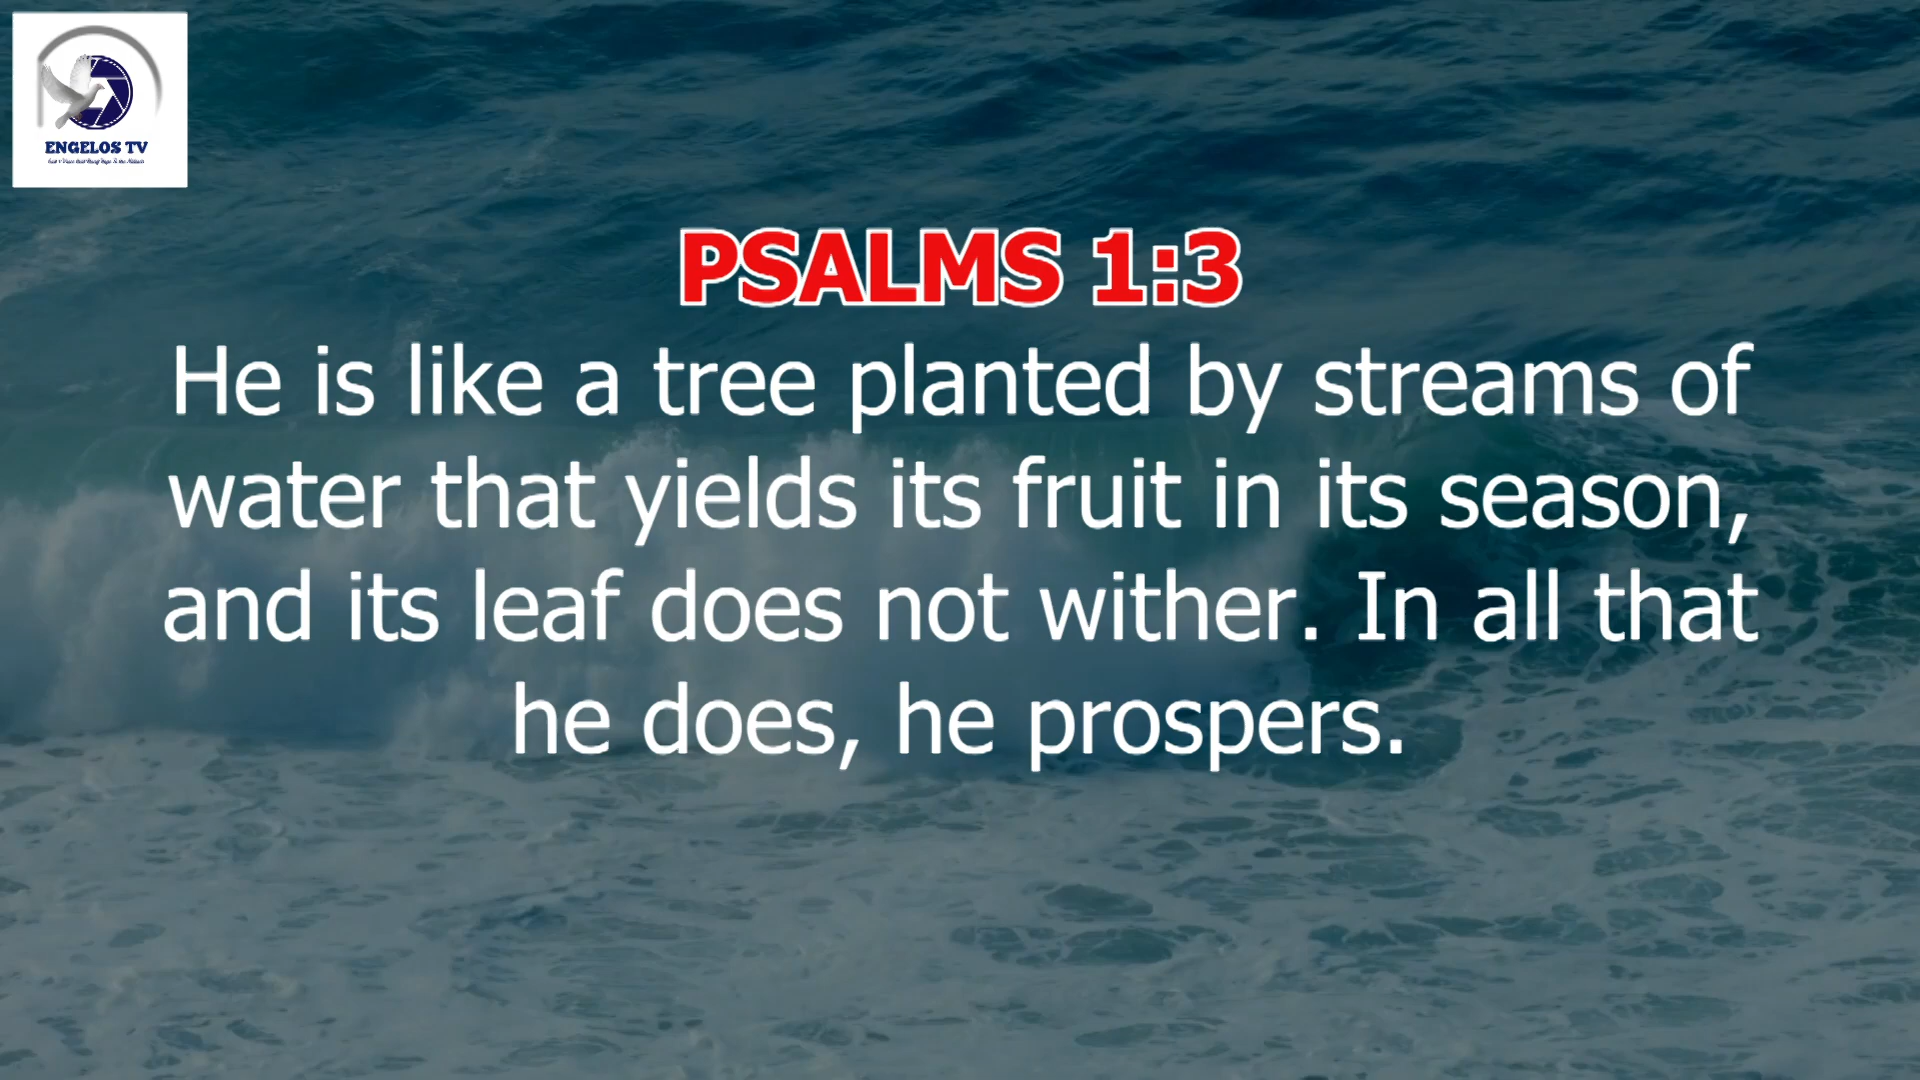 ENGELOS TV
PSALMS 1:3
He is like a tree planted by streams of
water that yields its fruit in its season,
and its leaf does not wither. In all that
he does, he prospers.